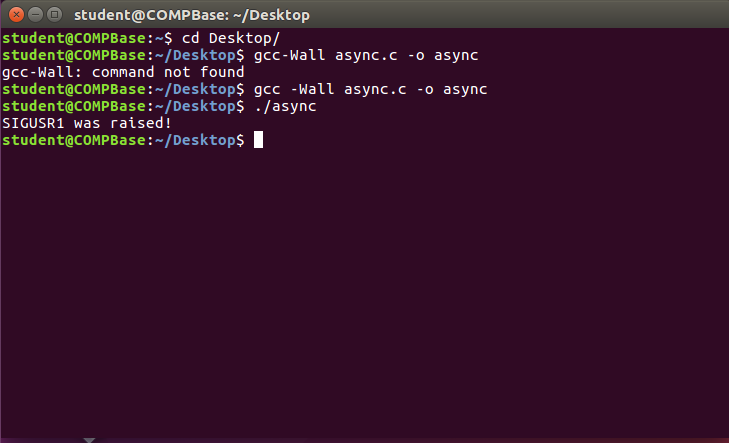 student@COMPBase: ~/Desktop
student@COMPBase:~$ cd Desktop/
student@COMPBase:~/Desktop$ gcc-Wall async.c -o async
gcc-Wall: command not found
student@COMPBase:~/Desktop$ gcc -Wall async.c -o async
student@COMPBase:~/Desktop$ ./async
SIGUSR1 was raised!
student@COMPBase:~/Desktop$